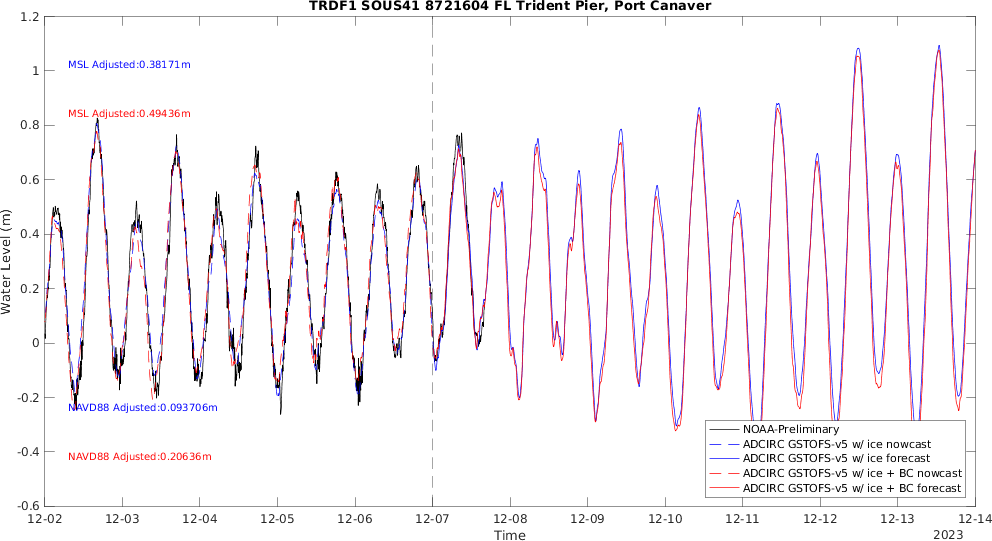 TRDF1 SOUS41 8721604 FL Trident Pier, Port Canaver
1.2
1
0.8
0.6
0.4
0.2
0
-0.2
-0.4
-0.6
Water Level (m)
MSL Adjusted:0.38171m
MSL Adjusted:0.49436m
NAVD88 Adjusted:0.093706m
NAVD88 Adjusted:0.20636m
NOAA-Preliminary
ADCIRC GSTOFS-v5 w/ ice nowcast
ADCIRC GSTOFS-v5 w/ ice forecast
ADCIRC GSTOFS-v5 w/ ice + BC nowcast
ADCIRC GSTOFS-v5 w/ ice + BC forecast
12-02 12-03 12-04 12-05 12-06 12-07 12-08 12-09 12-10 12-11 12-12 12-13 12-14
Time
2023